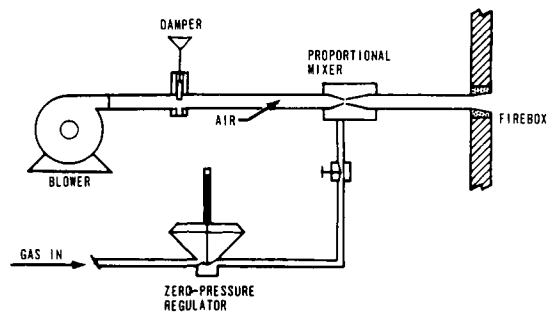 DAMPER
PROPORTIONAL
MIXER
AIR
FIREBOX
BLOWER
GAS IN
ZERO-PRESSURE
REGULATOR